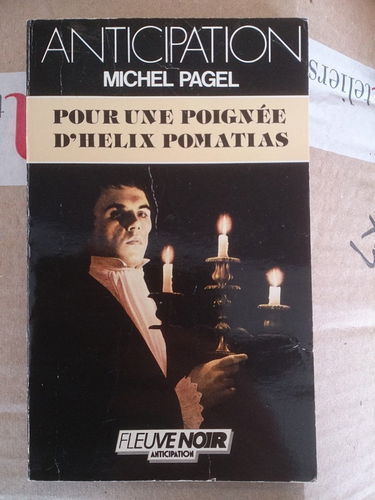 ANTICIPATION
MICHEL PAGEL
POUR UNE POIGNÉE
D'HELIX POMATIAS
FLEUVE NOIR
ANTICIPATION